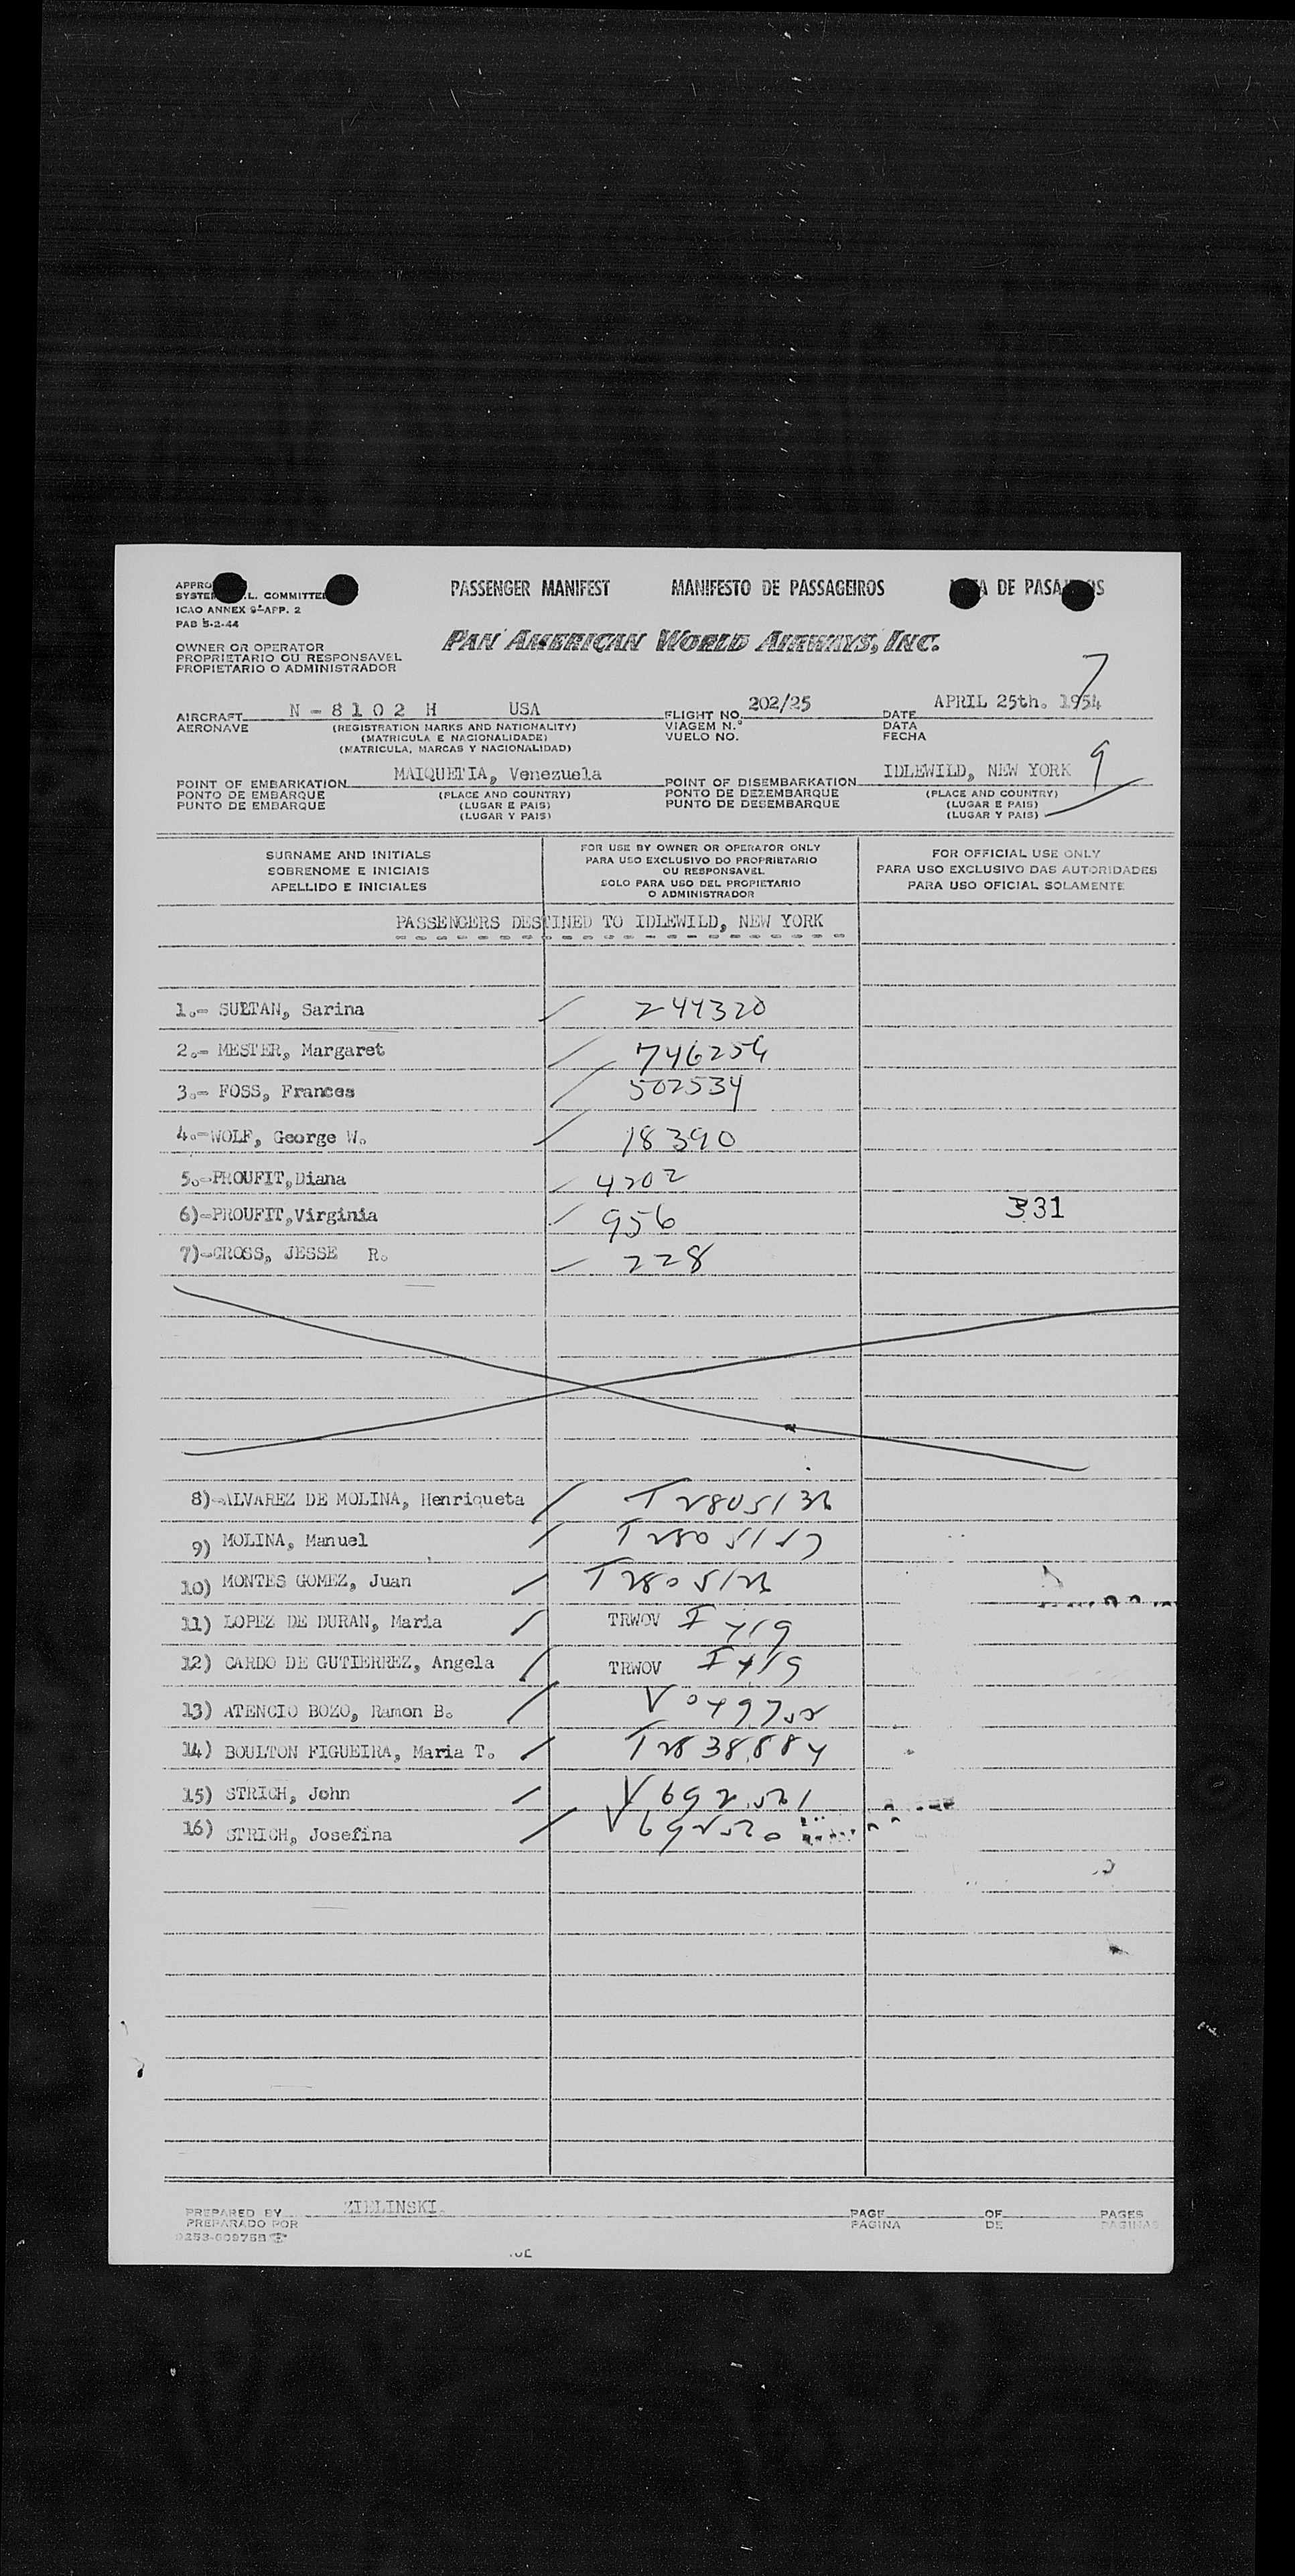 PASSENGER MANIFEST MANIFESTO DE PASSAGEIROS DE
COMMITTEE
ICAO ANNEX 9-APP. 2
PAB 5-2-44
PAN AMERICAN WORLD AIRWAYS, INC.
OWNER OR OPERATOR
PROPRIETARIO OU RESPONSAVEL
PROPIETARIO O ADMINISTRADOR
7
AIRCRAFT N - 8 1 0 2 H USA FLIGHT NO. 202/25 DATE APRIL 25th. 1954
AERONAVE (REGISTRATION MARKS AND NATIONALITY) VIAGEM N.º DATA
(MATRICULA E NACIONALIDADE) VUELO NO. FECHA
(MATRICULA, MARCAS Y NACIONALIDAD)
9
POINT OF EMBARKATION MAIQUETIA, Venezuela POINT OF DISEMBARKATION IDLEWILD, NEW YORK
PONTO DE EMBARQUE (PLACE AND COUNTRY) PONTO DE DEZEMBARQUE (PLACE AND COUNTRY)
PUNTO DE EMBARQUE (LUGAR E PAIS) PUNTO DE DESEMBARQUE (LUGAR E PAIS)
(LUGAR Y PAIS) (LUGAR Y PAIS)
SURNAME AND INITIALS
SOBRENOME E INICIAIS
APELLIDO E INICIALES
FOR USE BY OWNER OR OPERATOR ONLY
PARA USO EXCLUSIVO DO PROPRIETARIO
OU RESPONSAVEL
SOLO PARA USO DEL PROPIETARIO
O ADMINISTRADOR
FOR OFFICIAL USE ONLY
PARA USO EXCLUSIVO DAS AUTORIDADES
PARA USO OFICIAL SOLAMENTE
PASSENGERS DESTINED TO IDLEWILD, NEW YORK
1.- SULTAN, Sarina 244320
2.- MESTER, Margaret 746254
3.- FOSS, Frances 502534
4.-WOLF, George W. 18390
5.-PROUFIT,Diana 4202
6)-PROUFIT,Virginia 956 331
7)-CROSS, JESSE R. 228
8)-ALVAREZ DE MOLINA, Henriqueta
9) MOLINA, Manuel
10) MONTES GOMEZ, Juan
11) LOPEZ DE DURAN, Maria TRWOV
12) CARDO DE GUTIERREZ, Angela TRWOV
13) ATENCIO BOZO, Ramon B.
14) BOULTON FIGUEIRA, Maria T. T2838884
15) STRICH, John V692521
16) STRICH, Josefina V692520
PREPARED BY ZIELINSKI. PAGE OF PAGES
PREPARADO POR PAGINA DE PAGINAS